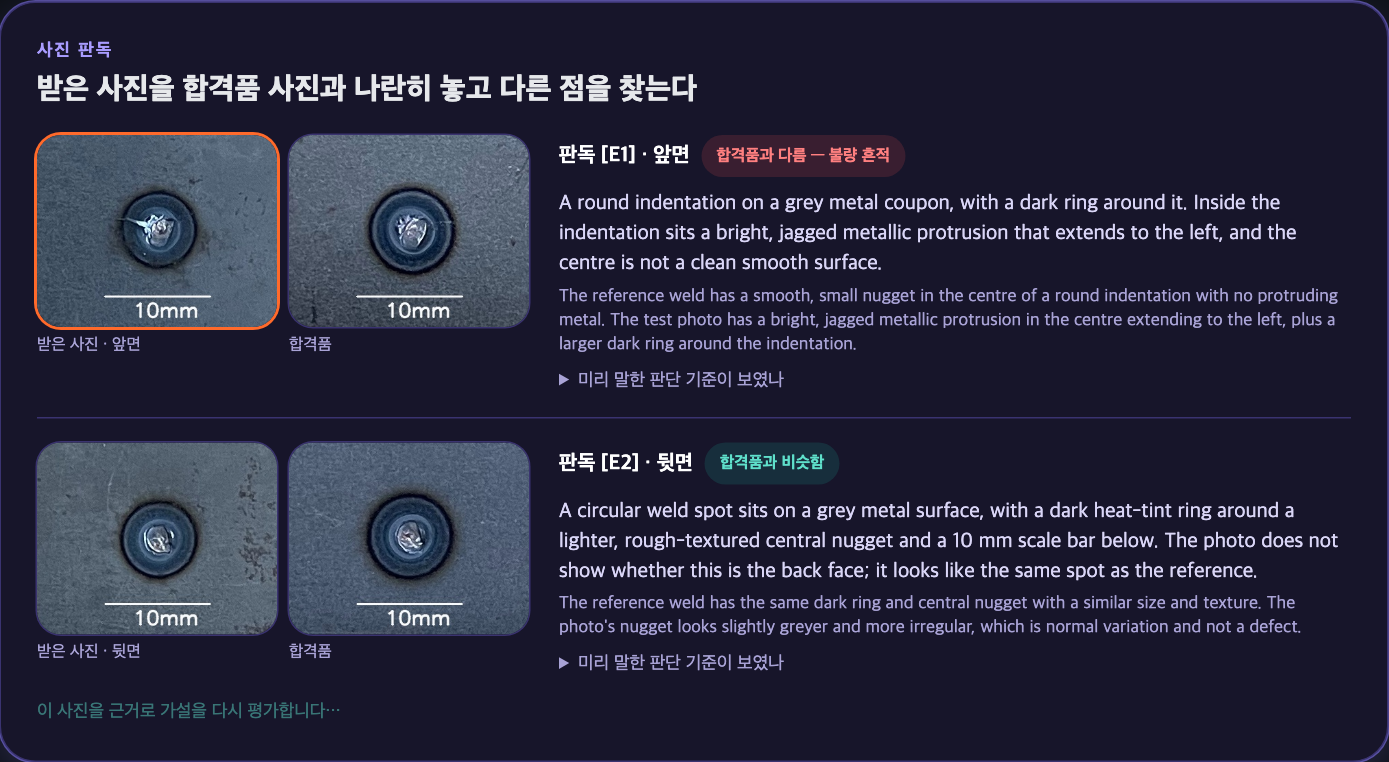 사진 판독
받은 사진을 합격품 사진과 나란히 놓고 다른 점을 찾는다
10mm
받은 사진 · 앞면
10mm
합격품
판독 [E1] · 앞면
합격품과 다름 — 불량 흔적
A round indentation on a grey metal coupon, with a dark ring around it. Inside the
indentation sits a bright, jagged metallic protrusion that extends to the left, and the
centre is not a clean smooth surface.
The reference weld has a smooth, small nugget in the centre of a round indentation with no protruding
metal. The test photo has a bright, jagged metallic protrusion in the centre extending to the left, plus a
larger dark ring around the indentation.
▶ 미리 말한 판단 기준이 보였나
10mm
받은 사진 · 뒷면
10mm
합격품
판독 [E2] · 뒷면
합격품과 비슷함
A circular weld spot sits on a grey metal surface, with a dark heat-tint ring around a
lighter, rough-textured central nugget and a 10 mm scale bar below. The photo does not
show whether this is the back face; it looks like the same spot as the reference.
The reference weld has the same dark ring and central nugget with a similar size and texture. The
photo's nugget looks slightly greyer and more irregular, which is normal variation and not a defect.
▶ 미리 말한 판단 기준이 보였나
이 사진을 근거로 가설을 다시 평가합니다…